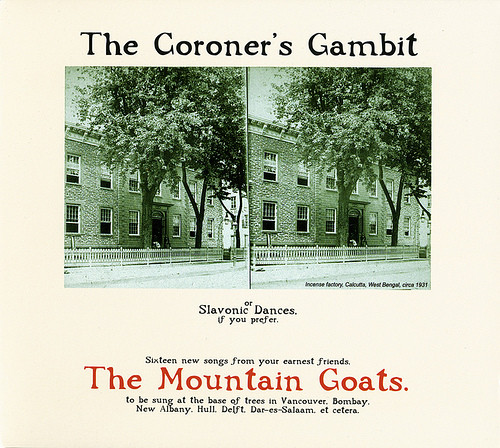 The Coroner's Gambit
Incense factory, Calcutta, West Bengal, circa 1931
or
Slavonic Dances,
if you prefer.
Sixteen new songs from your earnest friends,
The Mountain Goats.
to be sung at the base of trees in Vancouver, Bombay,
New Albany, Hull, Delft, Dar-es-Salaam, et cetera.